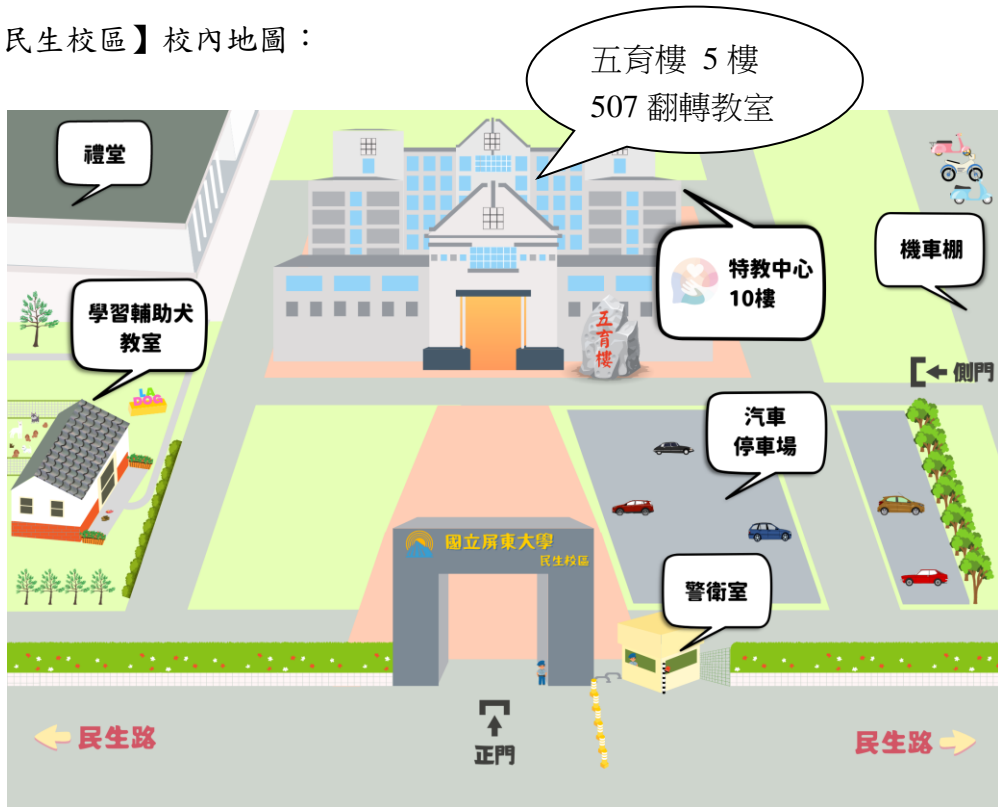 民生校區】校內地圖：
五育樓 5 樓
507 翻轉教室
禮堂
機車棚
特教中心
10樓
學習輔助犬
教室
五育樓
側門
LA
DOG
汽車
停車場
國立屏東大學
民生校區
警衛室
民生路
正門
民生路